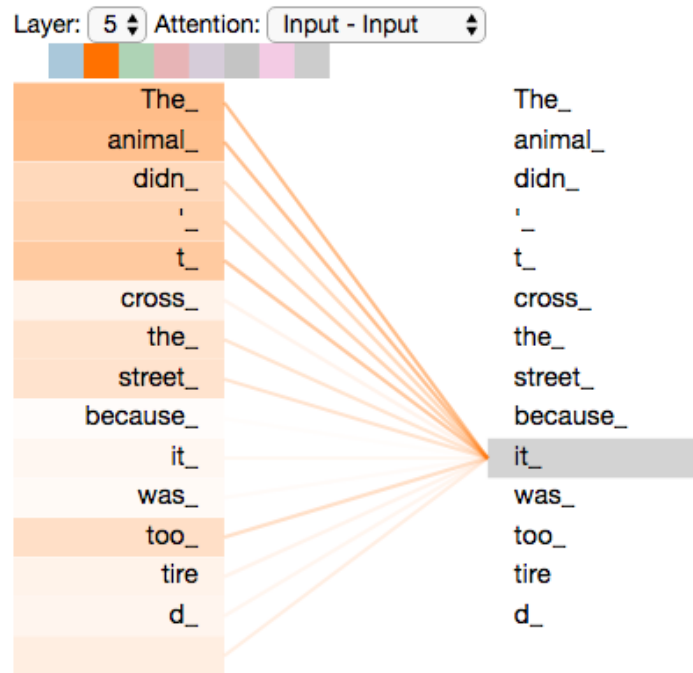 Layer: 5 Attention: Input - Input
The_ The_
animal_ animal_
didn_ didn_
'_ '_
t_ t_
cross_ cross_
the_ the_
street_ street_
because_ because_
it_ it_
was_ was_
too_ too_
tire tire
d_ d_